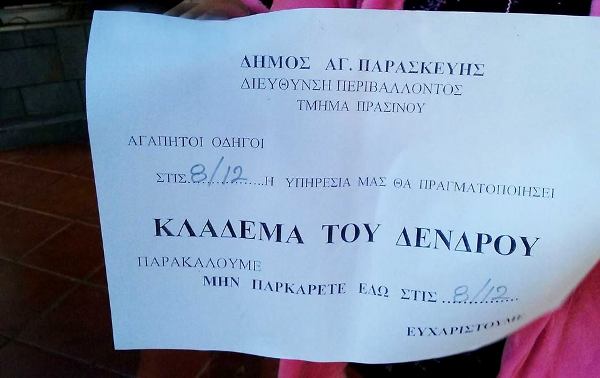 ΔΗΜΟΣ ΑΓ. ΠΑΡΑΣΚΕΥΗΣ
ΔΙΕΥΘΥΝΣΗ ΠΕΡΙΒΑΛΛΟΝΤΟΣ
ΤΜΗΜΑ ΠΡΑΣΙΝΟΥ
ΑΓΑΠΗΤΟΙ ΟΔΗΓΟΙ
ΣΤΙΣ 8/12 Η ΥΠΗΡΕΣΙΑ ΜΑΣ ΘΑ ΠΡΑΓΜΑΤΟΠΟΙΗΣΕΙ
ΚΛΑΔΕΜΑ ΤΟΥ ΔΕΝΔΡΟΥ
ΠΑΡΑΚΑΛΟΥΜΕ
ΜΗΝ ΠΑΡΚΑΡΕΤΕ ΕΔΩ ΣΤΙΣ 8/12
ΕΥΧΑΡΙΣΤΟΥΜΕ